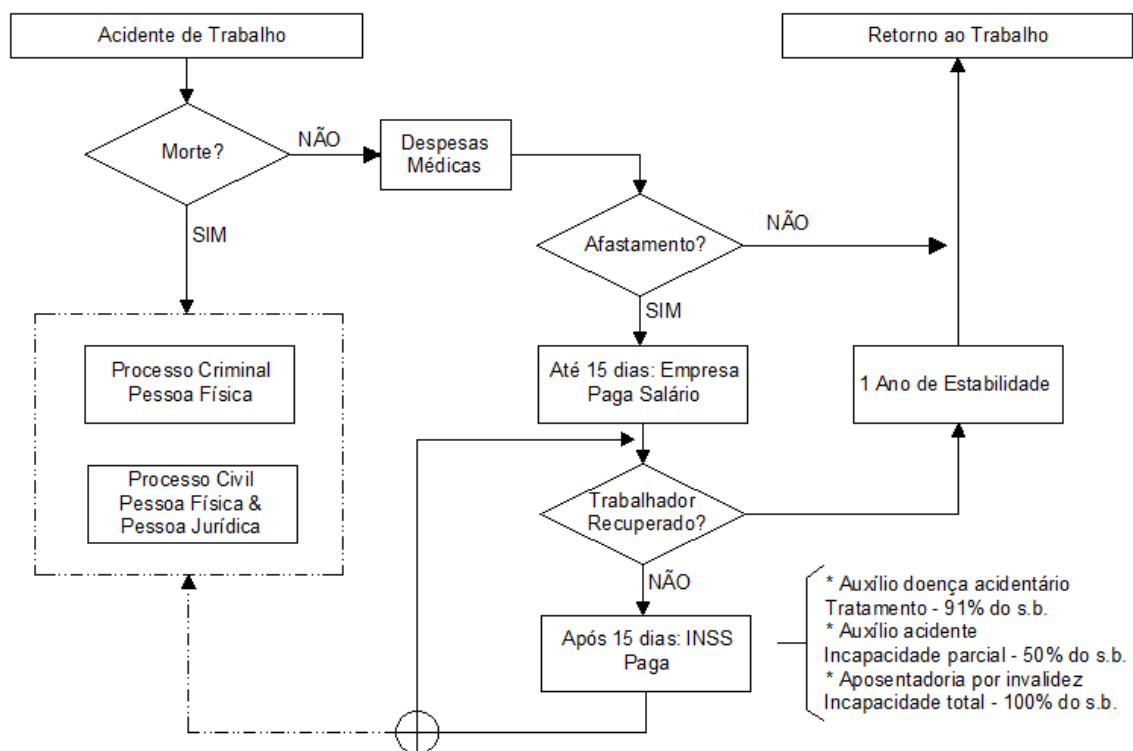 Acidente de Trabalho
Retorno ao Trabalho
Morte?
NÃO
Despesas
Médicas
SIM
Afastamento?
NÃO
SIM
Processo Criminal
Pessoa Física
Até 15 dias: Empresa
Paga Salário
1 Ano de Estabilidade
Processo Civil
Pessoa Física &
Pessoa Jurídica
Trabalhador
Recuperado?
NÃO
Após 15 dias: INSS
Paga
* Auxílio doença acidentário
Tratamento - 91% do s.b.
* Auxílio acidente
Incapacidade parcial - 50% do s.b.
* Aposentadoria por invalidez
Incapacidade total - 100% do s.b.